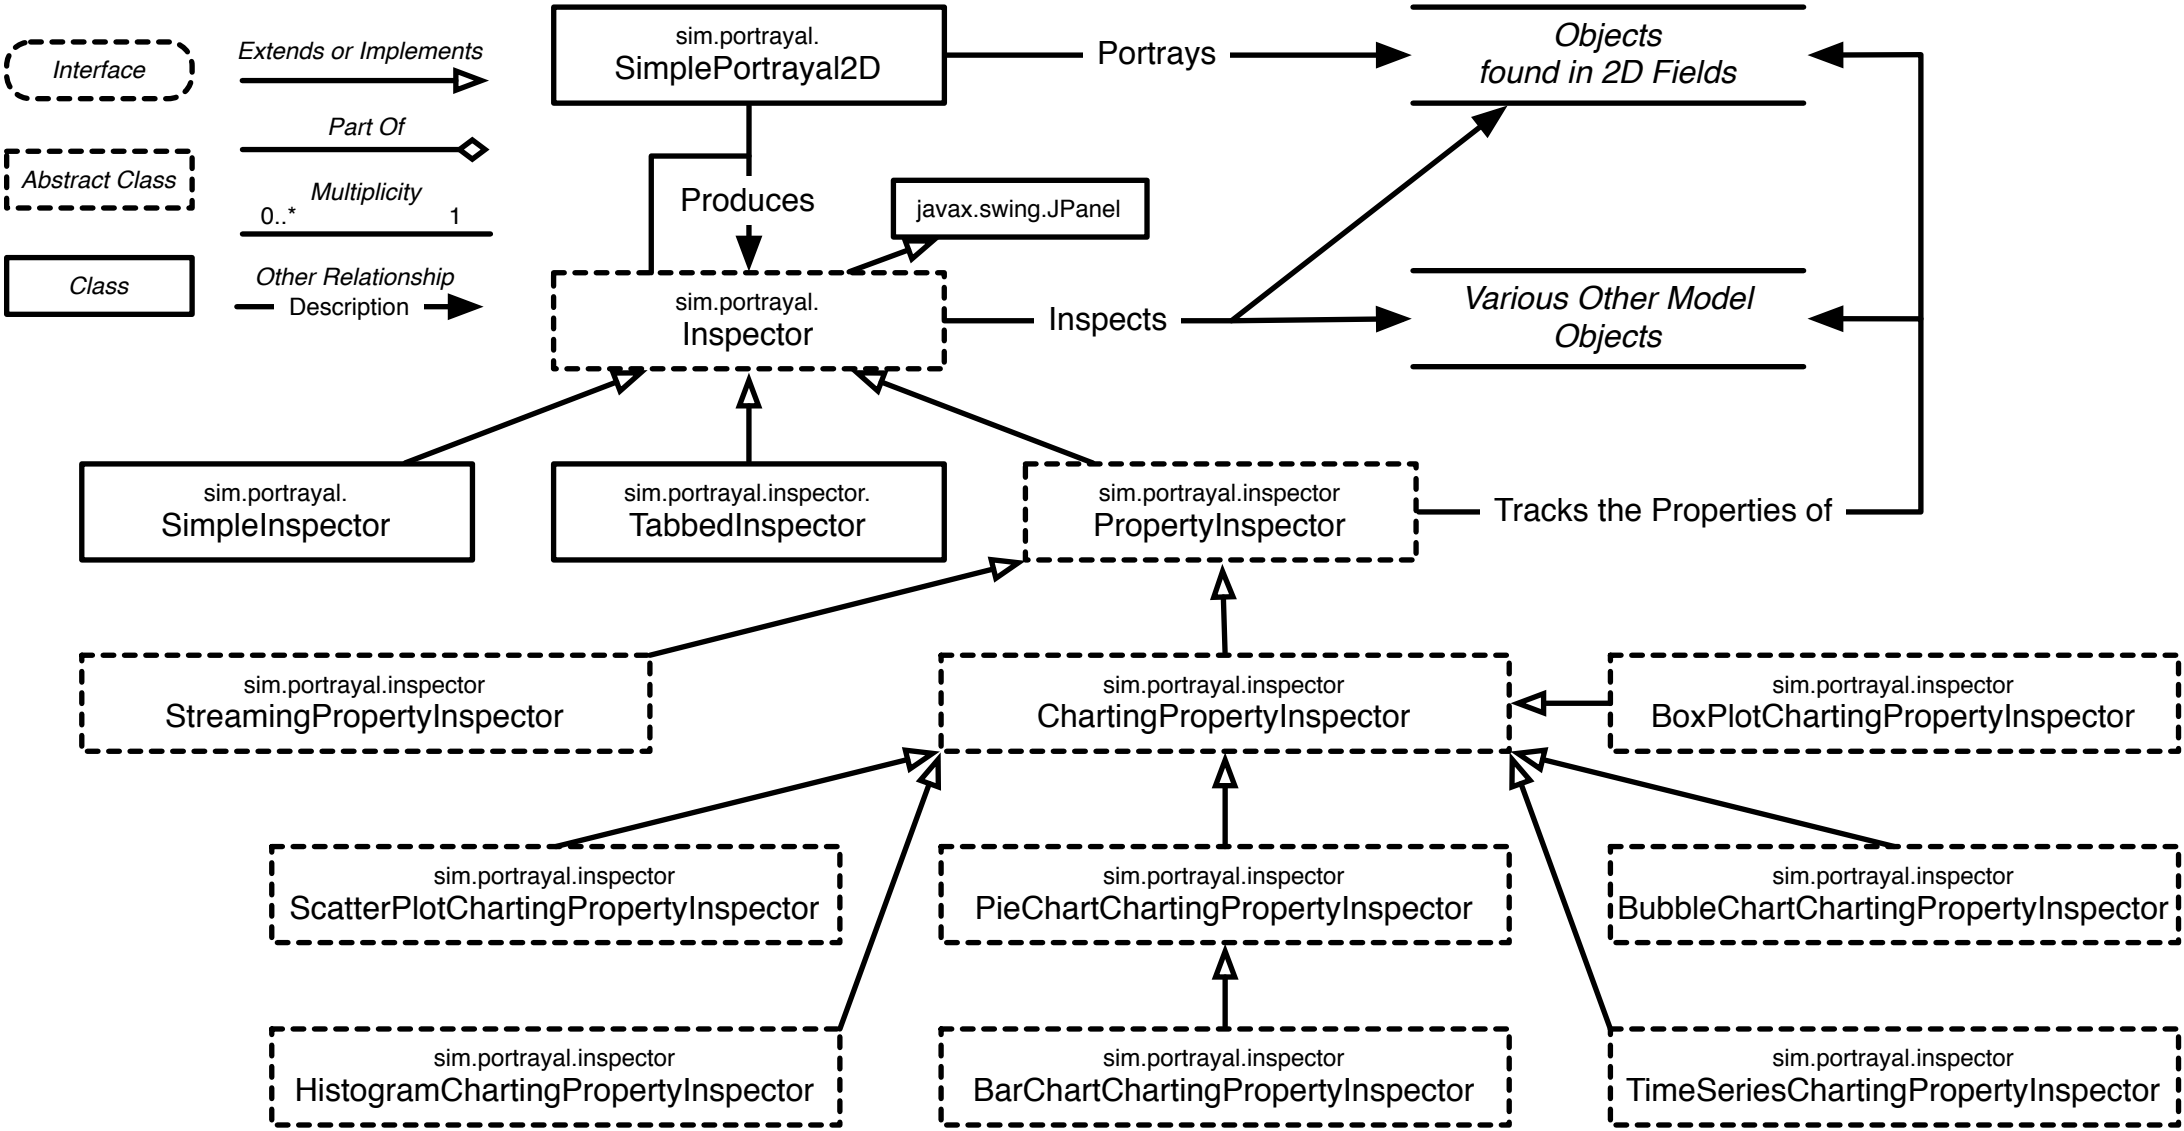 Interface
Extends or Implements
Part Of
Abstract Class
Multiplicity
0..* 1
Class
Other Relationship
Description
sim.portrayal.
SimplePortrayal2D
Portrays
Objects
found in 2D Fields
Produces
javax.swing.JPanel
sim.portrayal.
Inspector
Inspects
Various Other Model
Objects
sim.portrayal.
SimpleInspector
sim.portrayal.inspector.
TabbedInspector
sim.portrayal.inspector
PropertyInspector
Tracks the Properties of
sim.portrayal.inspector
StreamingPropertyInspector
sim.portrayal.inspector
ChartingPropertyInspector
sim.portrayal.inspector
BoxPlotChartingPropertyInspector
sim.portrayal.inspector
ScatterPlotChartingPropertyInspector
sim.portrayal.inspector
PieChartChartingPropertyInspector
sim.portrayal.inspector
BubbleChartChartingPropertyInspector
sim.portrayal.inspector
HistogramChartingPropertyInspector
sim.portrayal.inspector
BarChartChartingPropertyInspector
sim.portrayal.inspector
TimeSeriesChartingPropertyInspector